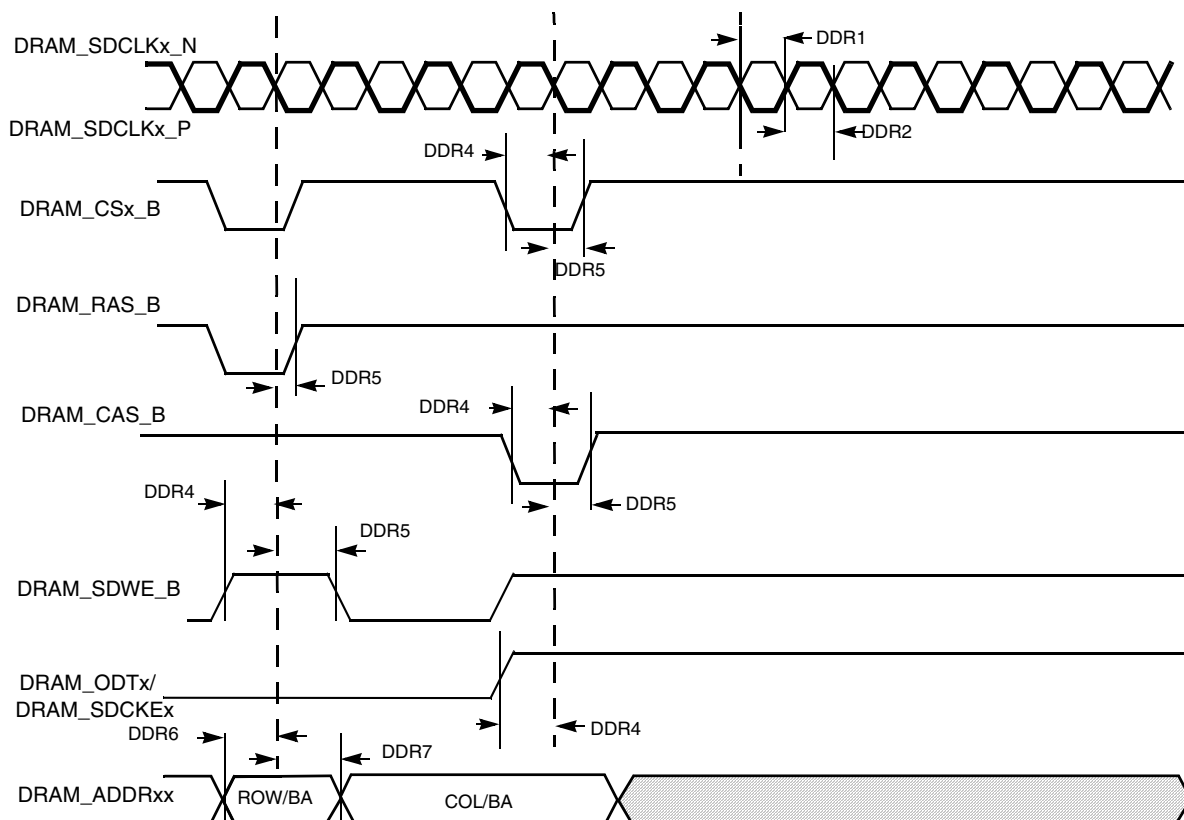 DRAM_SDCLKx_N
DDR1
DRAM_SDCLKx_P
DDR2
DDR4
DRAM_CSx_B
DDR5
DRAM_RAS_B
DDR5
DDR4
DRAM_CAS_B
DDR4
DDR5
DDR5
DRAM_SDWE_B
DRAM_ODTx/
DRAM_SDCKEx
DDR4
DDR6
DDR7
DRAM_ADDRxx
ROW/BA
COL/BA